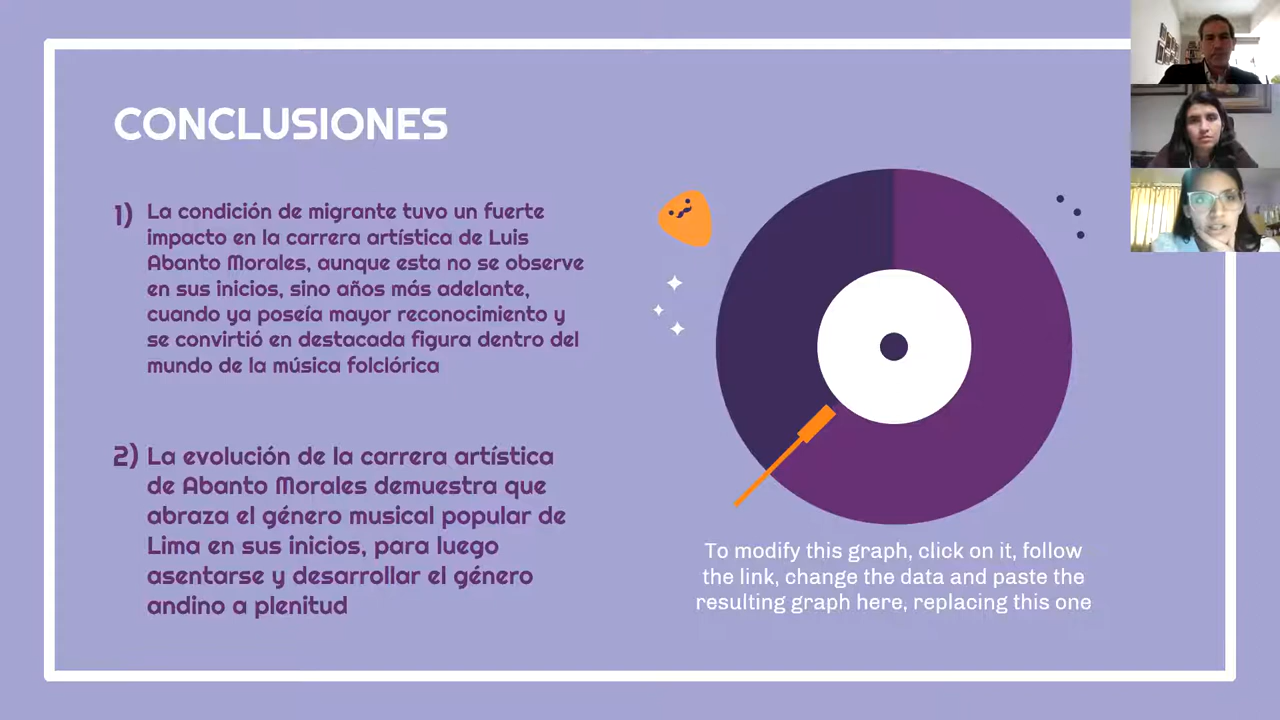 CONCLUSIONES
1) La condición de migrante tuvo un fuerte
impacto en la carrera artística de Luis
Abanto Morales, aunque esta no se observe
en sus inicios, sino años más adelante,
cuando ya poseía mayor reconocimiento y
se convirtió en destacada figura dentro del
mundo de la música folclórica
2) La evolución de la carrera artística
de Abanto Morales demuestra que
abraza el género musical popular de
Lima en sus inicios, para luego
asentarse y desarrollar el género
andino a plenitud
To modify this graph, click on it, follow
the link, change the data and paste the
resulting graph here, replacing this one